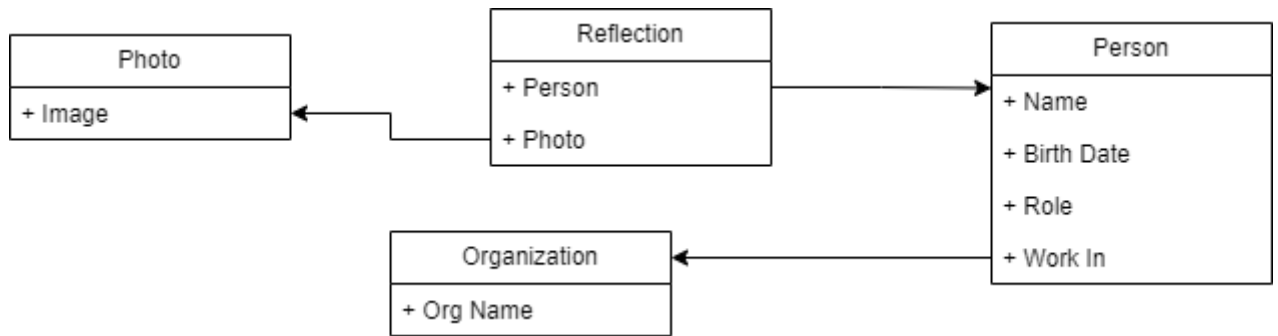 Photo
+ Image
Reflection
+ Person
+ Photo
Person
+ Name
+ Birth Date
+ Role
+ Work In
Organization
+ Org Name